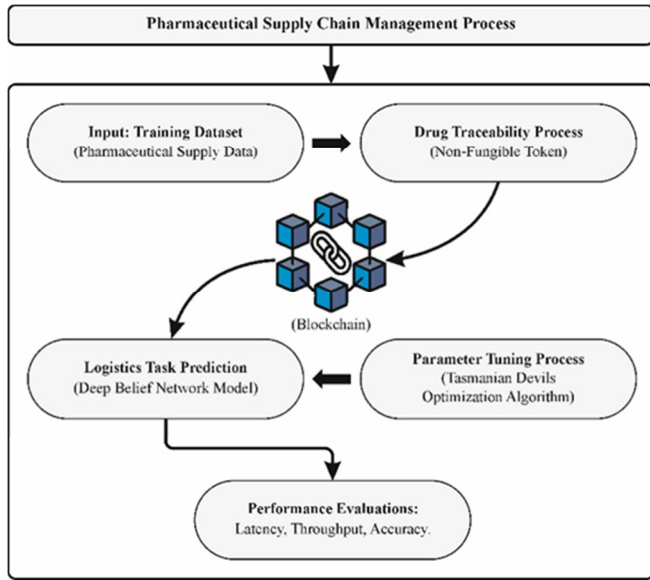 Pharmaceutical Supply Chain Management Process
Input: Training Dataset
(Pharmaceutical Supply Data)
Drug Traceability Process
(Non-Fungible Token)
(Blockchain)
Logistics Task Prediction
(Deep Belief Network Model)
Parameter Tuning Process
(Tasmanian Devils
Optimization Algorithm)
Performance Evaluations:
Latency, Throughput, Accuracy.